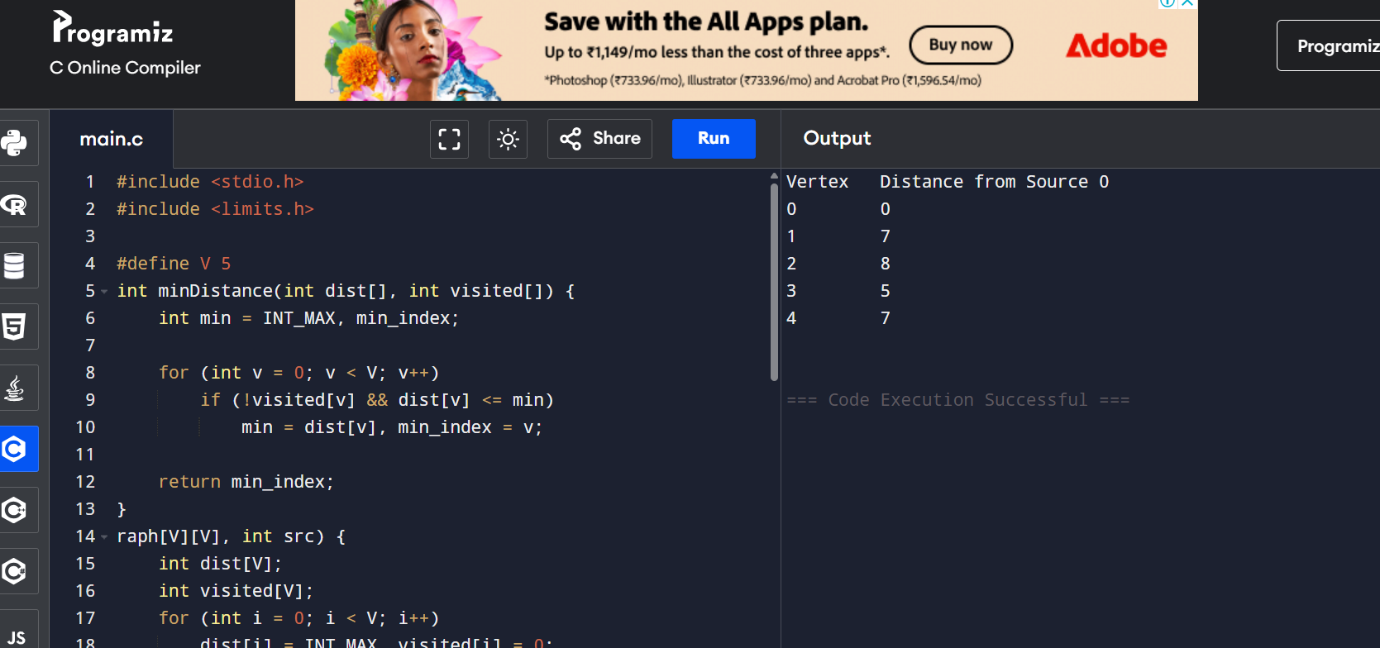 Programiz
C Online Compiler
Save with the All Apps plan.
Up to ₹1,149/mo less than the cost of three apps*.
*Photoshop (₹733.96/mo), Illustrator (₹733.96/mo) and Acrobat Pro (₹1,596.54/mo)
Buy now
Adobe
Programiz
main.c
Share
Run
Output
1 #include <stdio.h>
2 #include <limits.h>
3
4 #define V 5
5 int minDistance(int dist[], int visited[]) {
6 int min = INT_MAX, min_index;
7
8 for (int v = 0; v < V; v++)
9 if (!visited[v] && dist[v] <= min)
10 min = dist[v], min_index = v;
11
12 return min_index;
13 }
14 raph[V][V], int src) {
15 int dist[V];
16 int visited[V];
17 for (int i = 0; i < V; i++)
18 dist[i] = INT_MAX, visited[i] = 0;
Vertex Distance from Source 0
0 0
1 7
2 8
3 5
4 7
=== Code Execution Successful ===
R
5
C
C
C
JS